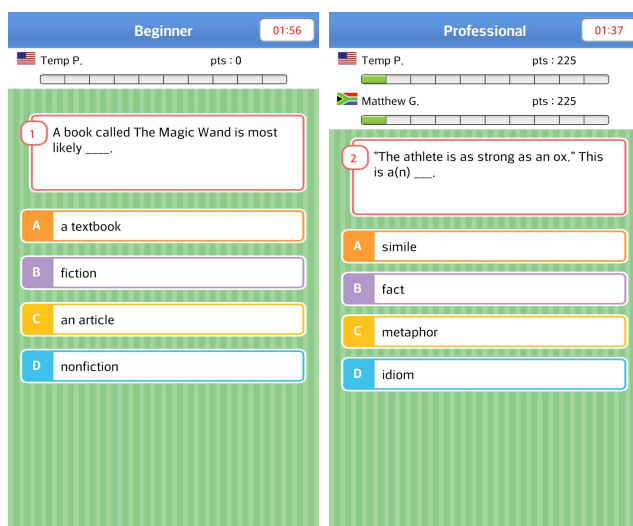 Beginner
01:56
Temp P.
pts : 0
1
A book called The Magic Wand is most
likely ____.
A
a textbook
B
fiction
C
an article
D
nonfiction
Professional
01:37
Temp P.
pts : 225
Matthew G.
pts : 225
2
"The athlete is as strong as an ox." This
is a(n) ___.
A
simile
B
fact
C
metaphor
D
idiom